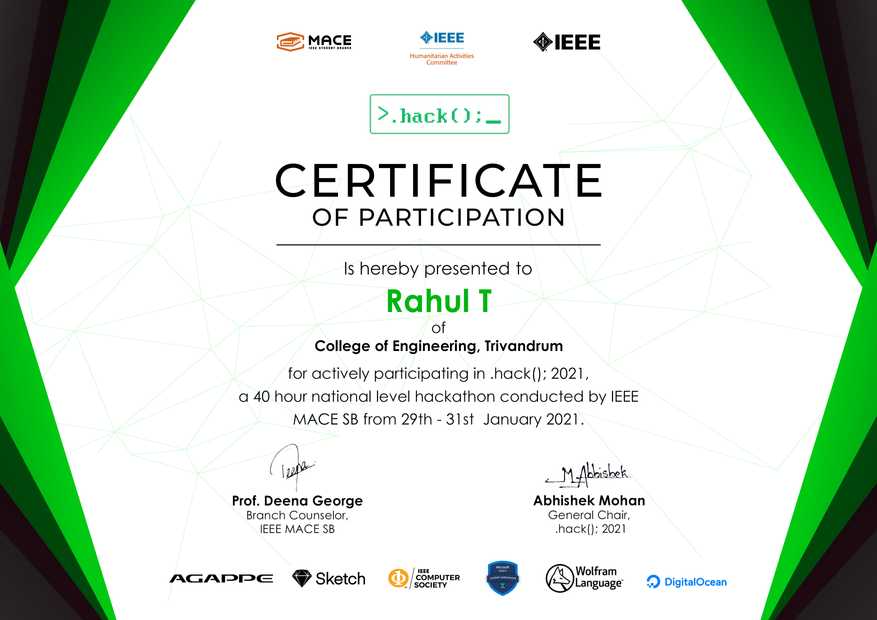 MACE
IEEE STUDENT BRANCH
IEEE
Humanitarian Activities
Committee
IEEE
>.hack();_
CERTIFICATE
OF PARTICIPATION
Is hereby presented to
Rahul T
of
College of Engineering, Trivandrum
for actively participating in .hack(); 2021,
a 40 hour national level hackathon conducted by IEEE
MACE SB from 29th - 31st January 2021.
Teena
M.Abhishek
Prof. Deena George
Branch Counselor,
IEEE MACE SB
Abhishek Mohan
General Chair,
.hack(); 2021
AGAPPE
Sketch
IEEE
COMPUTER
SOCIETY
Wolfram
Language
DigitalOcean